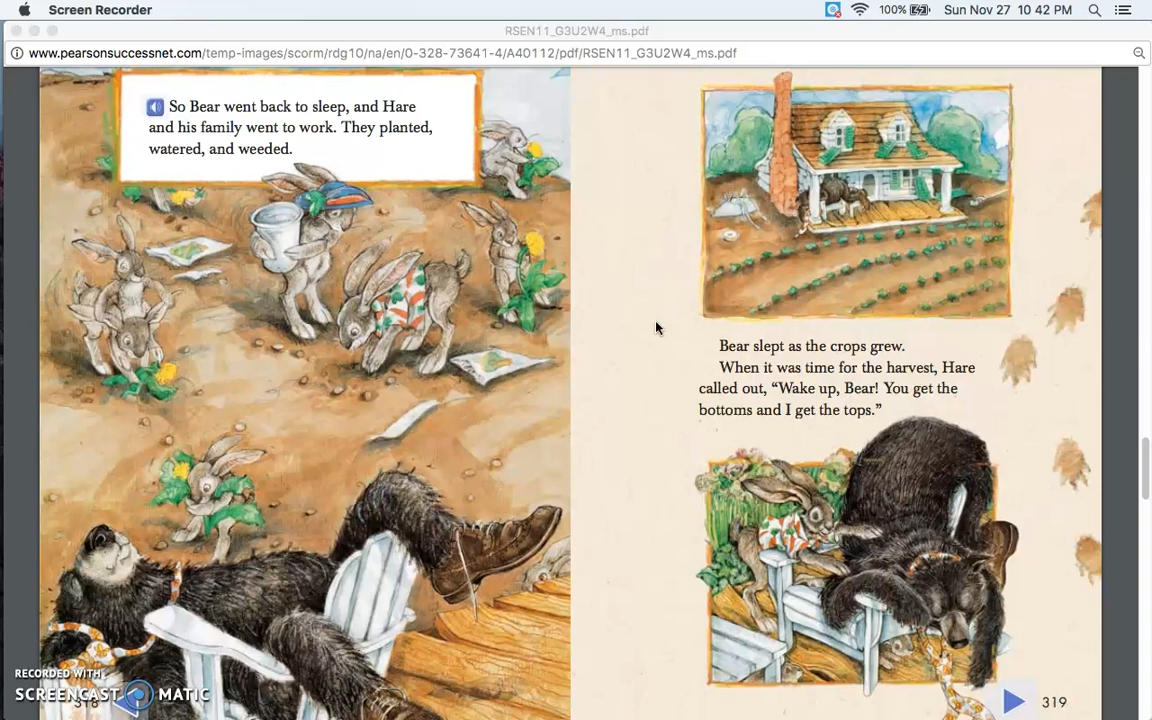 Screen Recorder
100%
Sun Nov 27 10:42 PM
RSEN11_G3U2W4_ms.pdf
www.pearsonsuccessnet.com/temp-images/scorm/rdg10/na/en/0-328-73641-4/A40112/pdf/RSEN11_G3U2W4_ms.pdf
So Bear went back to sleep, and Hare
and his family went to work. They planted,
watered, and weeded.
Bear slept as the crops grew.
When it was time for the harvest, Hare
called out, “Wake up, Bear! You get the
bottoms and I get the tops.”
RECORDED WITH
SCREENCAST MATIC
318
319